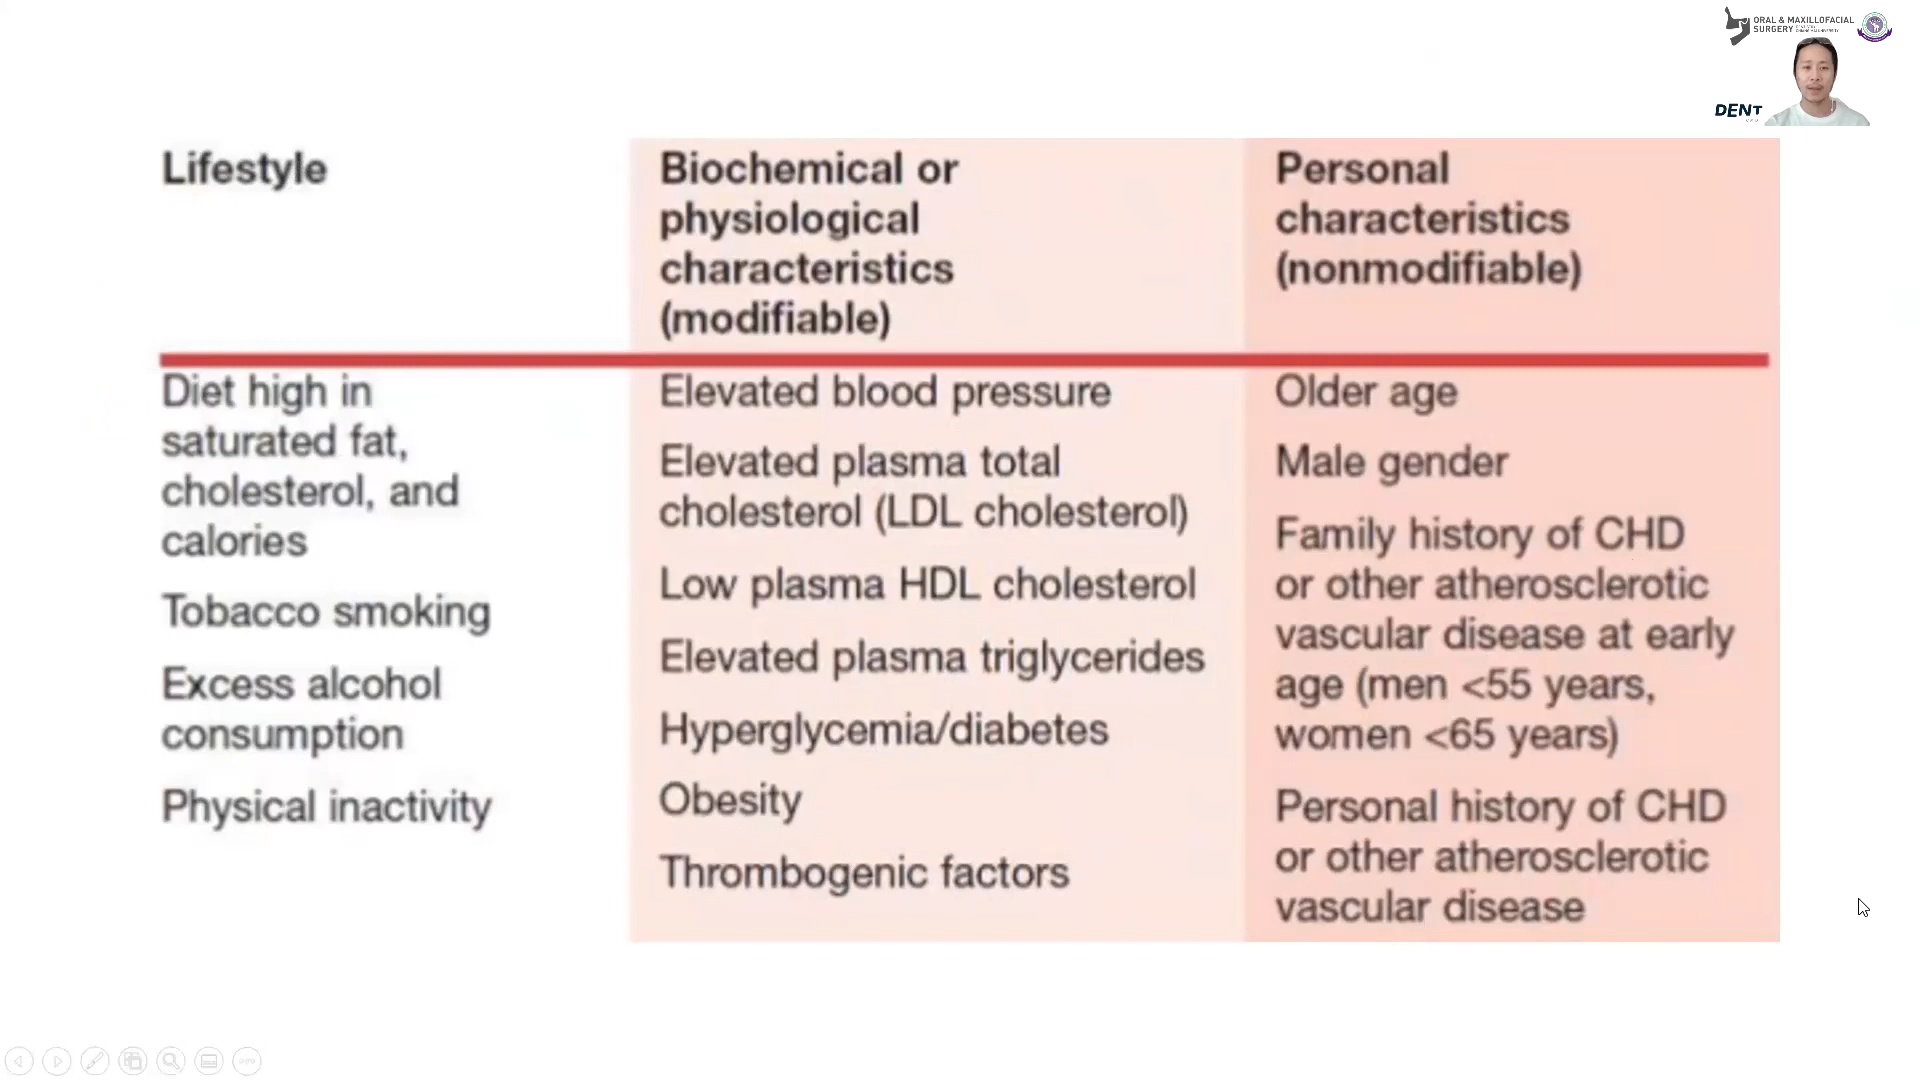 ORAL & MAXILLOFACIAL
SURGERY
DENT
Lifestyle
Diet high in
saturated fat,
cholesterol, and
calories
Tobacco smoking
Excess alcohol
consumption
Physical inactivity
Biochemical or
physiological
characteristics
(modifiable)
Elevated blood pressure
Elevated plasma total
cholesterol (LDL cholesterol)
Low plasma HDL cholesterol
Elevated plasma triglycerides
Hyperglycemia/diabetes
Obesity
Thrombogenic factors
Personal
characteristics
(nonmodifiable)
Older age
Male gender
Family history of CHD
or other atherosclerotic
vascular disease at early
age (men <55 years,
women <65 years)
Personal history of CHD
or other atherosclerotic
vascular disease